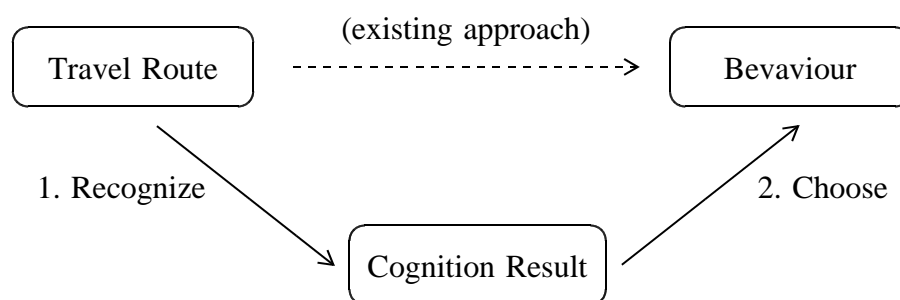 (existing approach)
Travel Route
Bevaviour
1. Recognize
2. Choose
Cognition Result